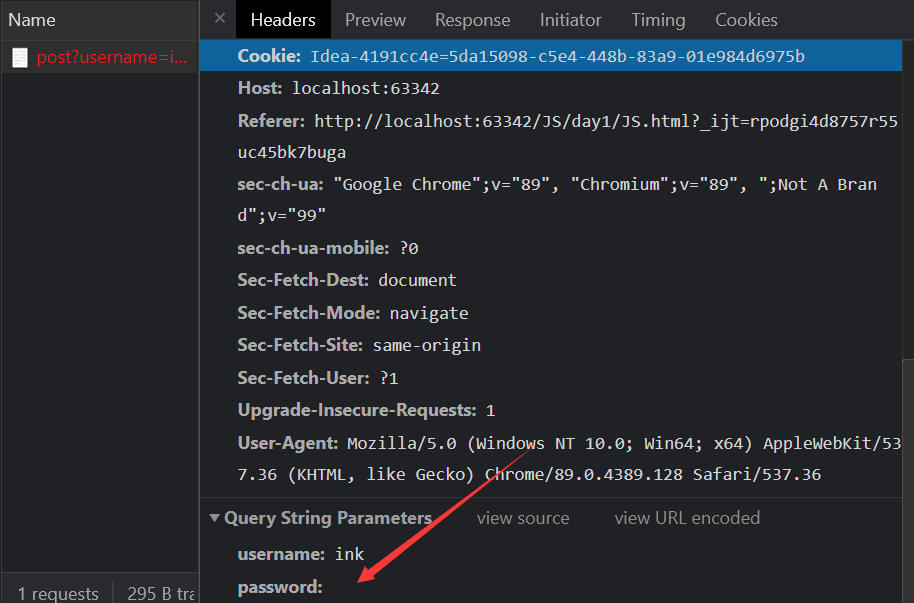 Name
× Headers Preview Response Initiator Timing Cookies
post?username=i...
Cookie: Idea-4191cc4e=5da15098-c5e4-448b-83a9-01e984d6975b
Host: localhost:63342
Referer: http://localhost:63342/JS/day1/JS.html?_ijt=rpodgi4d8757r55
uc45bk7buga
sec-ch-ua: "Google Chrome";v="89", "Chromium";v="89", ";Not A Bran
d";v="99"
sec-ch-ua-mobile: ?0
Sec-Fetch-Dest: document
Sec-Fetch-Mode: navigate
Sec-Fetch-Site: same-origin
Sec-Fetch-User: ?1
Upgrade-Insecure-Requests: 1
User-Agent: Mozilla/5.0 (Windows NT 10.0; Win64; x64) AppleWebKit/53
7.36 (KHTML, like Gecko) Chrome/89.0.4389.128 Safari/537.36
▼ Query String Parameters view source view URL encoded
username: ink
password:
1 requests 295 B tra